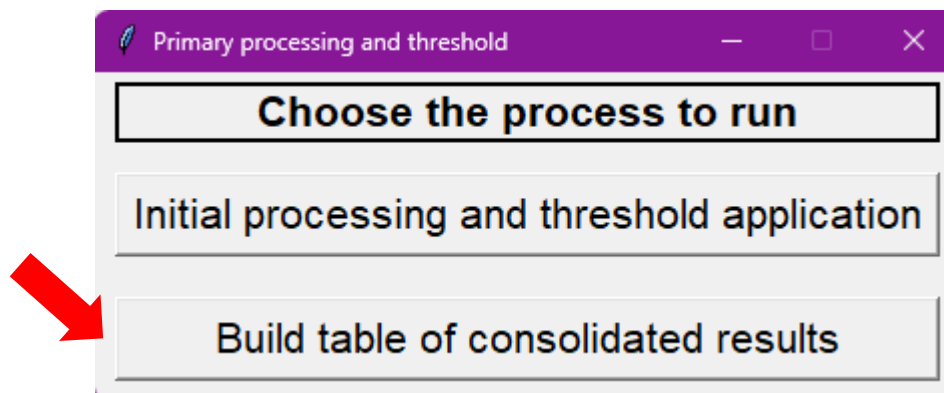 Primary processing and threshold
Choose the process to run
Initial processing and threshold application
Build table of consolidated results